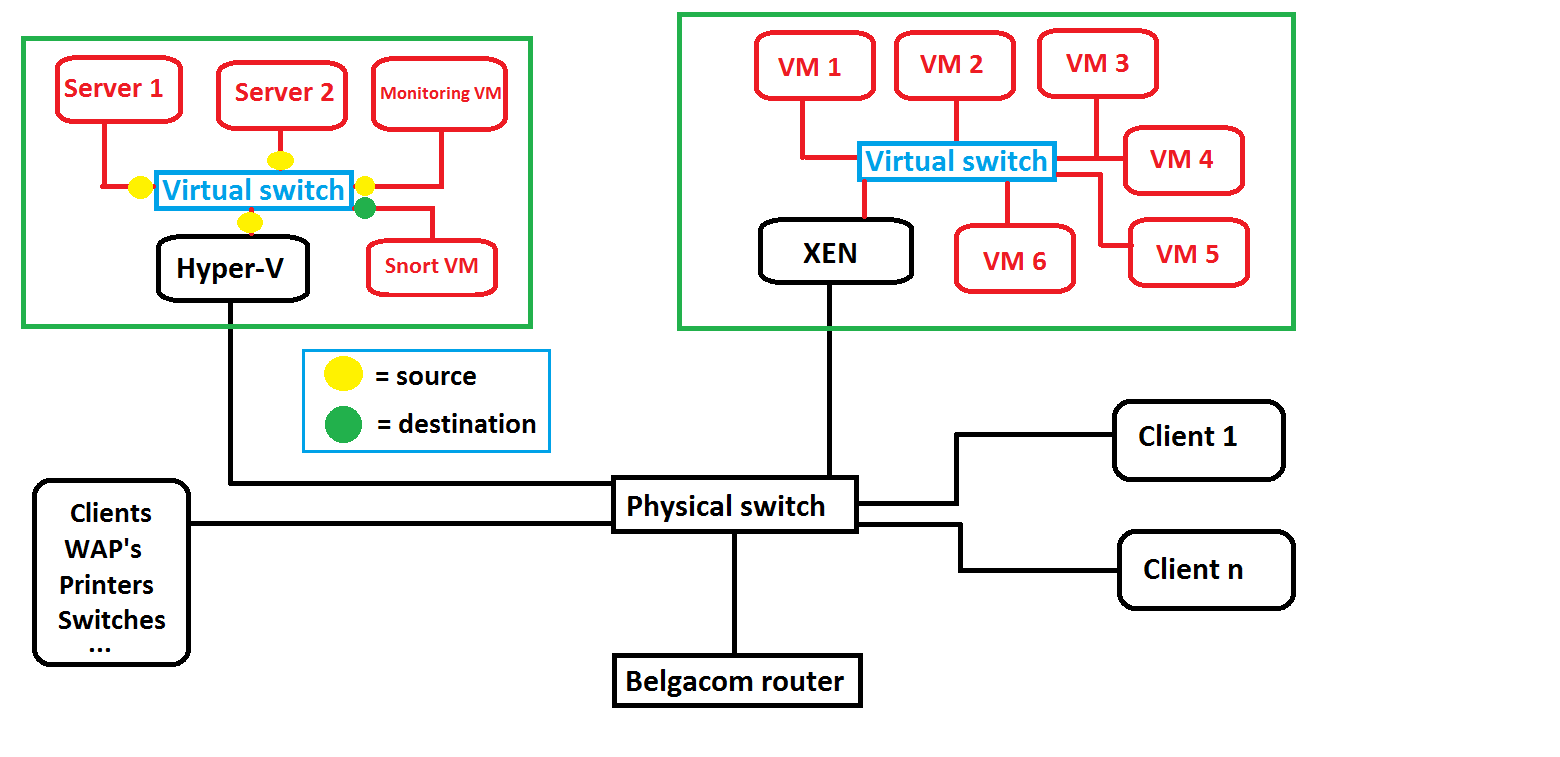 Server 1
Server 2
Monitoring VM
Virtual switch
Hyper-V
Snort VM
VM 1
VM 2
VM 3
Virtual switch
VM 4
XEN
VM 6
VM 5
= source
= destination
Clients
WAP's
Printers
Switches
...
Physical switch
Client 1
Client n
Belgacom router